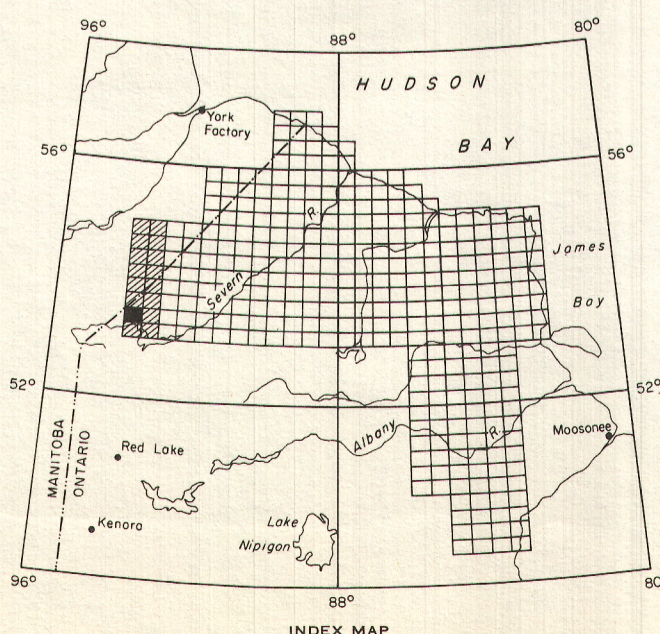 96°
88°
80°
HUDSON
BAY
York
Factory
56°
56°
R.
Severn
James
Bay
52°
52°
Albany
R.
Moosonee
MANITOBA
ONTARIO
Red Lake
Kenora
Lake
Nipigon
96°
88°
80
INDEX MAP